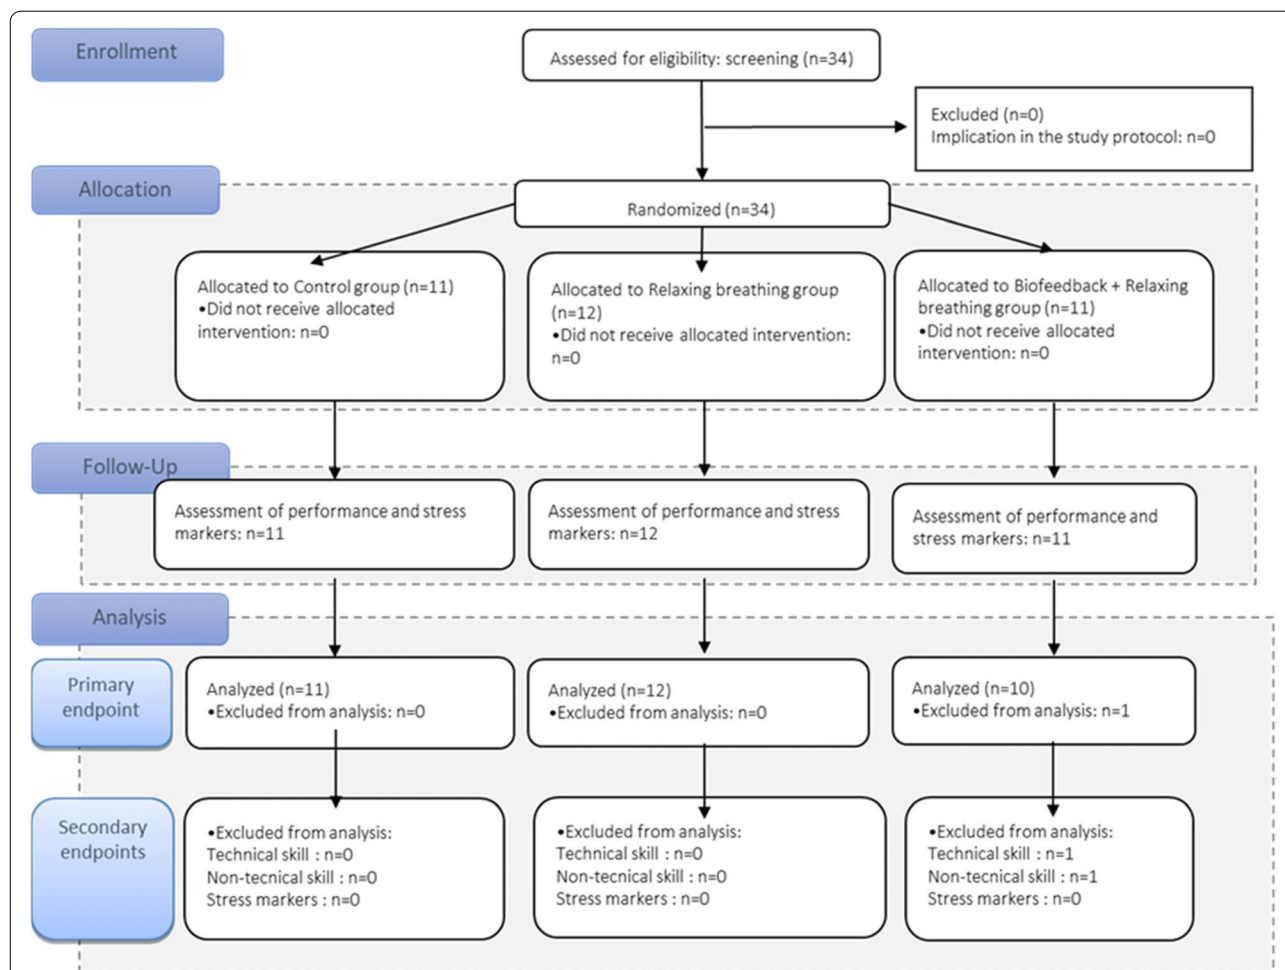 Enrollment
Assessed for eligibility: screening (n=34)
Excluded (n=0)
Implication in the study protocol: n=0
Allocation
Randomized (n=34)
Allocated to Control group (n=11)
•Did not receive allocated
intervention: n=0
Allocated to Relaxing breathing group
(n=12)
•Did not receive allocated intervention:
n=0
Allocated to Biofeedback + Relaxing
breathing group (n=11)
•Did not receive allocated
intervention: n=0
Follow-Up
Assessment of performance and stress
markers: n=11
Assessment of performance and stress
markers: n=12
Assessment of performance and
stress markers: n=11
Analysis
Primary
endpoint
Analyzed (n=11)
•Excluded from analysis: n=0
Analyzed (n=12)
•Excluded from analysis: n=0
Analyzed (n=10)
•Excluded from analysis: n=1
Secondary
endpoints
•Excluded from analysis:
Technical skill : n=0
Non-tecnical skill : n=0
Stress markers : n=0
•Excluded from analysis:
Technical skill : n=0
Non-tecnical skill : n=0
Stress markers : n=0
•Excluded from analysis:
Technical skill : n=1
Non-tecnical skill : n=1
Stress markers : n=0